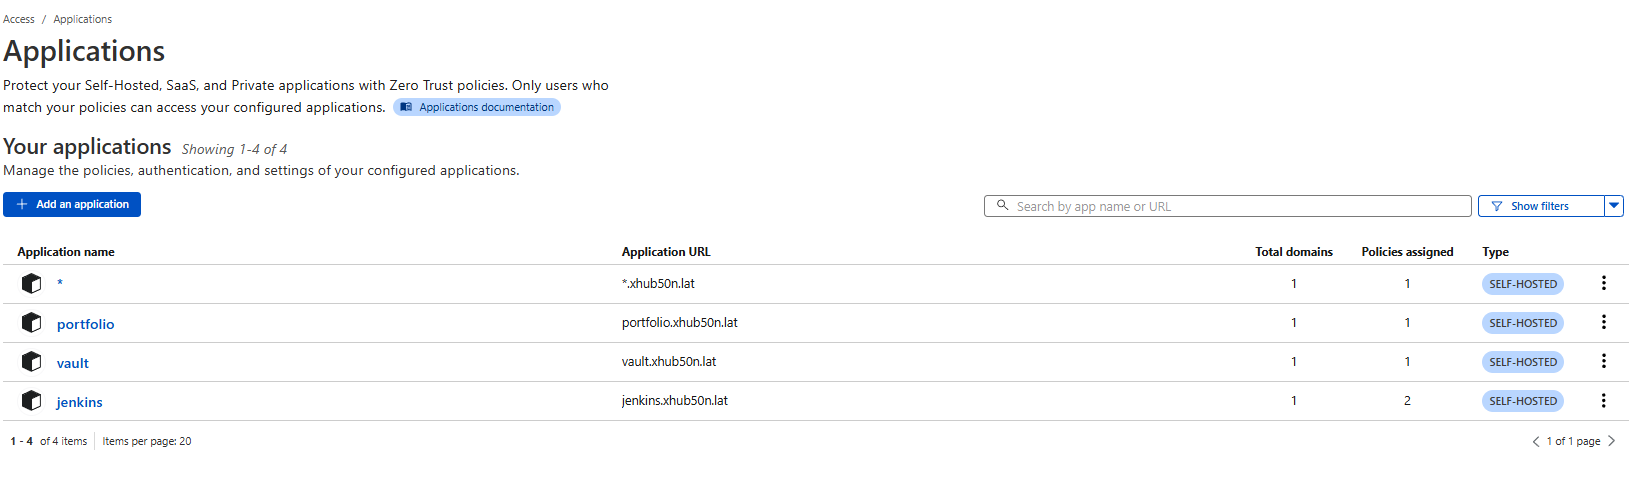 Access / Applications
Applications
Protect your Self-Hosted, SaaS, and Private applications with Zero Trust policies. Only users who
match your policies can access your configured applications. Applications documentation
Your applications Showing 1-4 of 4
Manage the policies, authentication, and settings of your configured applications.
+ Add an application Search by app name or URL Show filters
Application name Application URL Total domains Policies assigned Type
* *.xhub50n.lat 1 1 SELF-HOSTED
portfolio portfolio.xhub50n.lat 1 1 SELF-HOSTED
vault vault.xhub50n.lat 1 1 SELF-HOSTED
jenkins jenkins.xhub50n.lat 1 2 SELF-HOSTED
1 - 4 of 4 items Items per page: 20 1 of 1 page